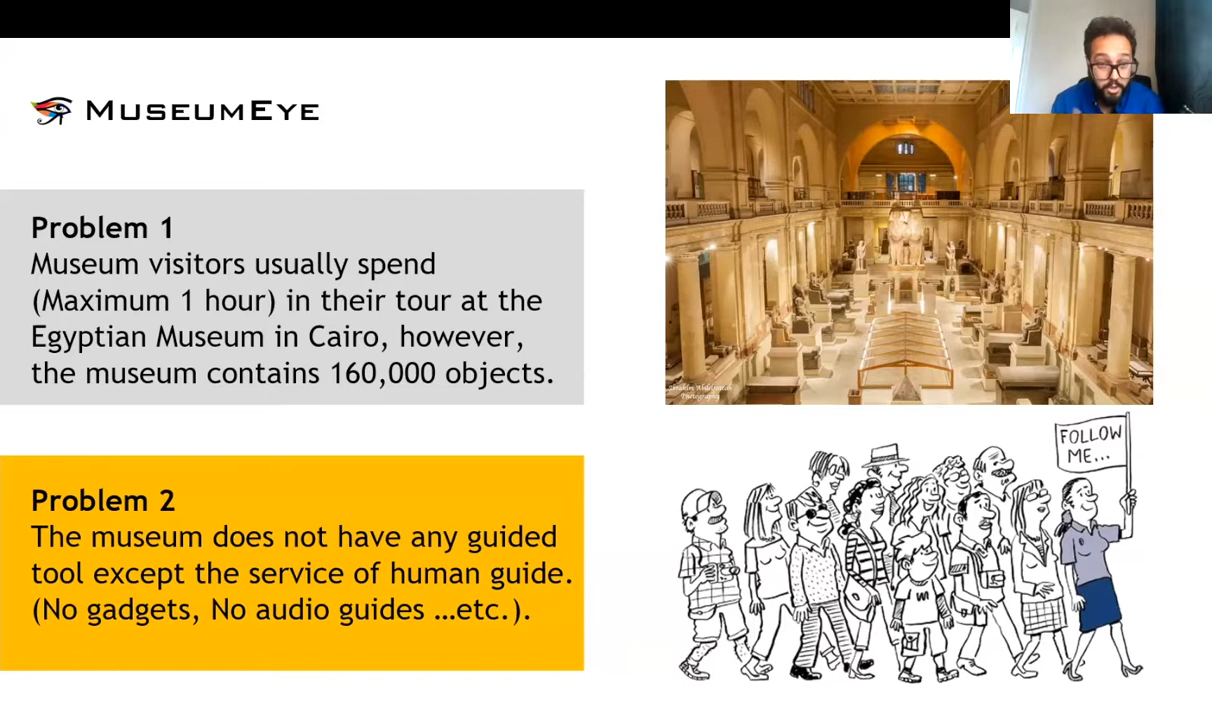 MUSEUMEYE
Problem 1
Museum visitors usually spend
(Maximum 1 hour) in their tour at the
Egyptian Museum in Cairo, however,
the museum contains 160,000 objects.
Problem 2
The museum does not have any guided
tool except the service of human guide.
(No gadgets, No audio guides ...etc.).
Photography
FOLLOW
ME...